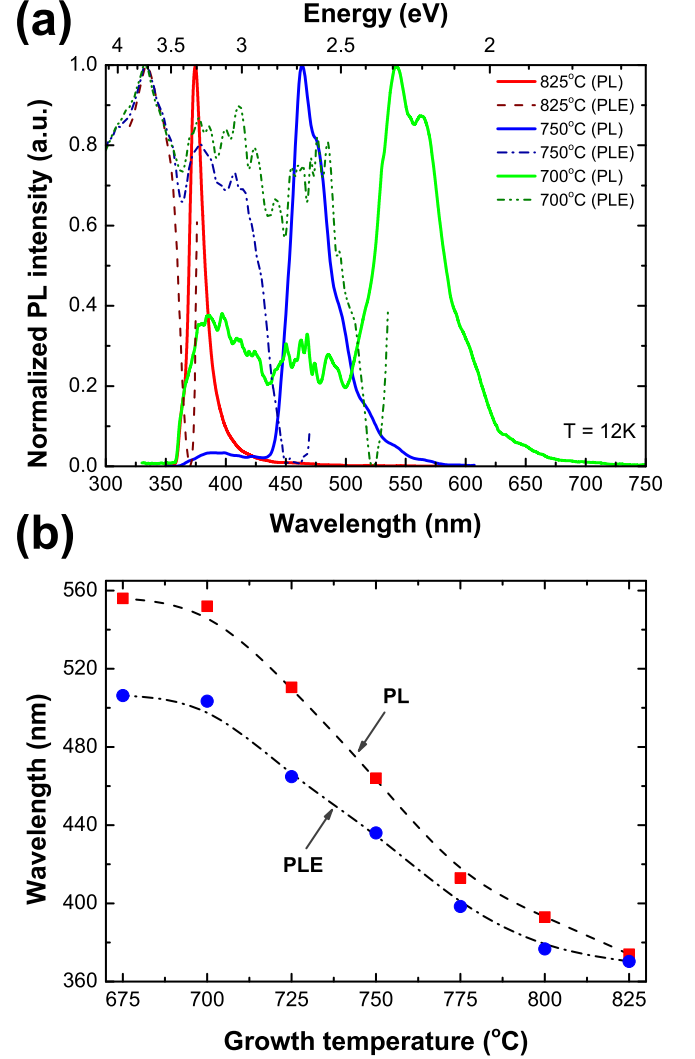 (a)
Energy (eV)
4 3.5 3 2.5 2
Normalized PL intensity (a.u.)
1.0
0.8
0.6
0.4
0.2
0.0
825°C (PL)
825°C (PLE)
750°C (PL)
750°C (PLE)
700°C (PL)
700°C (PLE)
T = 12K
300 350 400 450 500 550 600 650 700 750
Wavelength (nm)
(b)
Wavelength (nm)
560
520
480
440
400
360
PL
PLE
675 700 725 750 775 800 825
Growth temperature (°C)